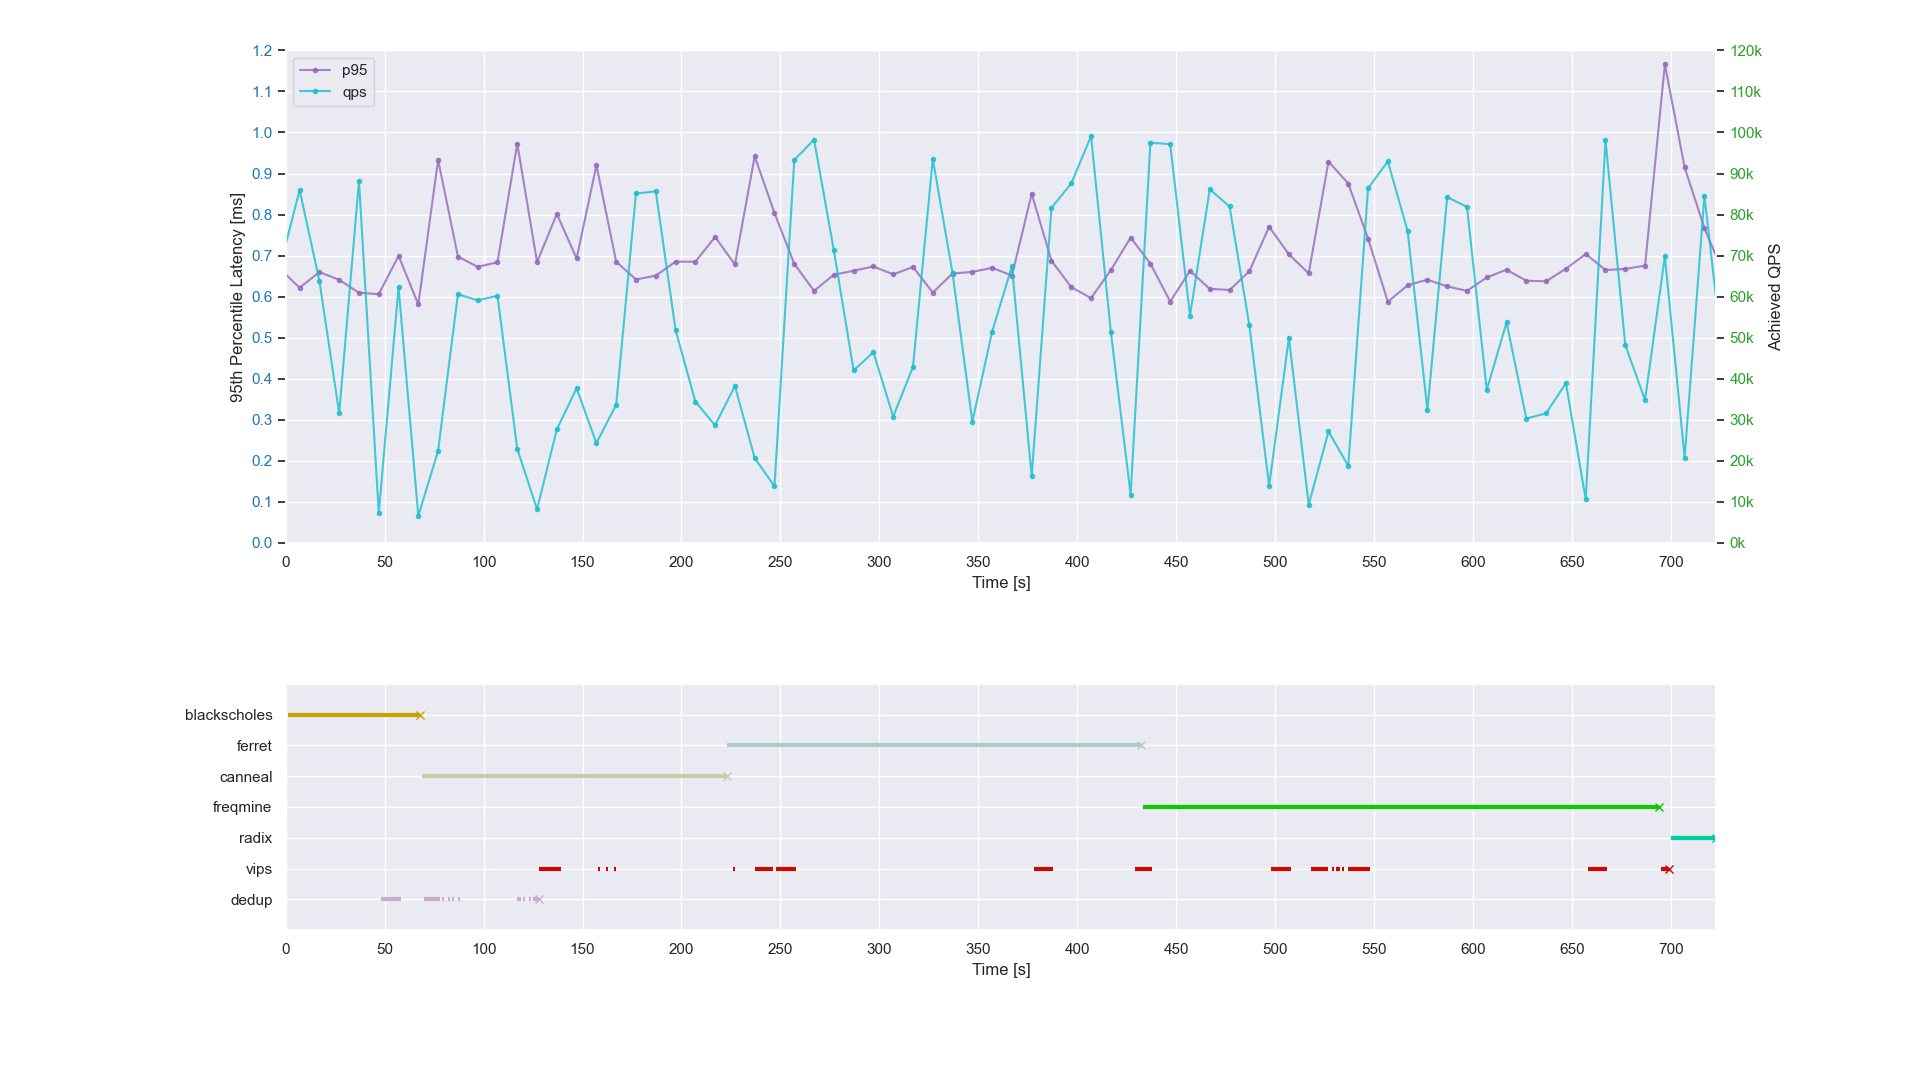 1.2
1.1
1.0
0.9
0.8
0.7
0.6
0.5
0.4
0.3
0.2
0.1
0.0
95th Percentile Latency [ms]
p95
qps
120k
110k
100k
90k
80k
70k
60k
50k
40k
30k
20k
10k
0k
Achieved QPS
0 50 100 150 200 250 300 350 400 450 500 550 600 650 700
Time [s]
blackscholes
ferret
canneal
freqmine
radix
vips
dedup
0 50 100 150 200 250 300 350 400 450 500 550 600 650 700
Time [s]